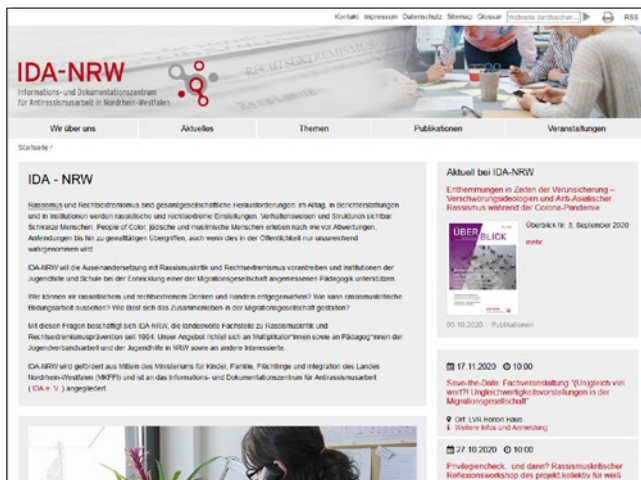 Kontakt Impressum Datenschutz Sitemap Glossar Webseite durchsuchen... RSS
RECHTSEXTREMISMUS
Rassismus
IDA-NRW
Informations- und Dokumentationszentrum
für Antirassismusarbeit in Nordrhein-Westfalen
Wir über uns Aktuelles Themen Publikationen Veranstaltungen
Startseite /
IDA - NRW
Rassismus und Rechtsextremismus sind gesamtgesellschaftliche Herausforderungen: im Alltag, in Berichterstattungen
und in Institutionen werden rassistische und rechtsextreme Einstellungen, Verhaltensweisen und Strukturen sichtbar.
Schwarze Menschen, People of Color, jüdische und muslimische Menschen erleben nach wie vor Abwertungen,
Anfeindungen bis hin zu gewalttätigen Übergriffen, auch wenn dies in der Öffentlichkeit nur unzureichend
wahrgenommen wird.
IDA-NRW will die Auseinandersetzung mit Rassismuskritik und Rechtsextremismus vorantreiben und Institutionen der
Jugendhilfe und Schule bei der Entwicklung einer der Migrationsgesellschaft angemessenen Pädagogik unterstützen.
Wie können wir rassistischem und rechtsextremem Denken und Handeln entgegenwirken? Wie kann rassismuskritische
Bildungsarbeit aussehen? Wie lässt sich das Zusammenleben in der Migrationsgesellschaft gestalten?
Mit diesen Fragen beschäftigt sich IDA-NRW, die landesweite Fachstelle zu Rassismuskritik und
Rechtsextremismusprävention seit 1994. Unser Angebot richtet sich an Multiplikator*innen sowie an Pädagog*innen der
Jugendverbandsarbeit und der Jugendhilfe in NRW sowie an andere Interessierte.
IDA-NRW wird gefördert aus Mitteln des Ministeriums für Kinder, Familie, Flüchtlinge und Integration des Landes
Nordrhein-Westfalen (MKFFI) und ist an das Informations- und Dokumentationszentrum für Antirassismusarbeit
( IDA e. V. ) angegliedert.
Aktuell bei IDA-NRW
Enthemmungen in Zeiten der Verunsicherung –
Verschwörungsideologien und Anti-Asiatischer
Rassismus während der Corona-Pandemie
ÜBER
BLICK
Überblick Nr. 3, September 2020
mehr
05.10.2020 Publikationen
17.11.2020 10:00
Save-the-Date: Fachveranstaltung "(Un)gleich viel
wert?! Ungleichwertigkeitsvorstellungen in der
Migrationsgesellschaft"
Ort: LVR Horion Haus
Weitere Infos und Anmeldung
27.10.2020 10:00
Privilegiencheck.. und dann? Rassismuskritischer
Reflexionsworkshop des projekt.kollektiv für weiß